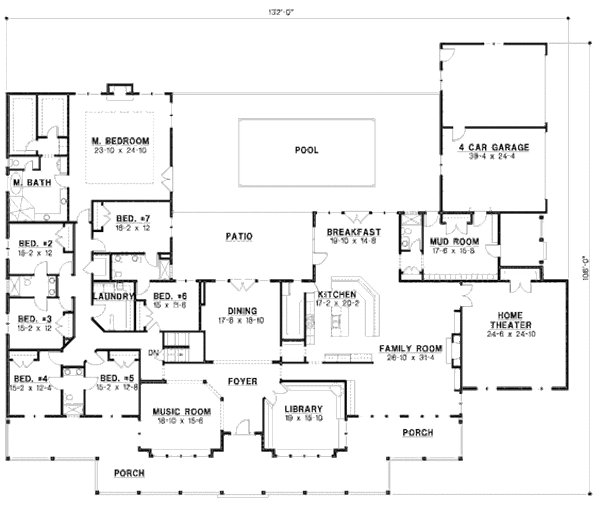 132'-0"
M. BEDROOM
23-10 x 24-10
POOL
4 CAR GARAGE
39-4 x 24-4
M. BATH
BED. #7
18-2 x 12
BED. #2
15-2 x 12
PATIO
BREAKFAST
19-10 x 14-8
MUD ROOM
17-6 x 15-8
106'-0"
LAUNDRY
BED. #6
15-2 x 12
KITCHEN
17-2 x 20-2
BED. #3
15-2 x 12
DINING
17-8 x 18-10
HOME
THEATER
24-6 x 24-10
DN
FAMILY ROOM
26-10 x 31-4
BED. #4
15-2 x 12-4
BED. #5
15-2 x 12-8
FOYER
MUSIC ROOM
18-10 x 15-6
LIBRARY
19 x 15-10
PORCH
PORCH